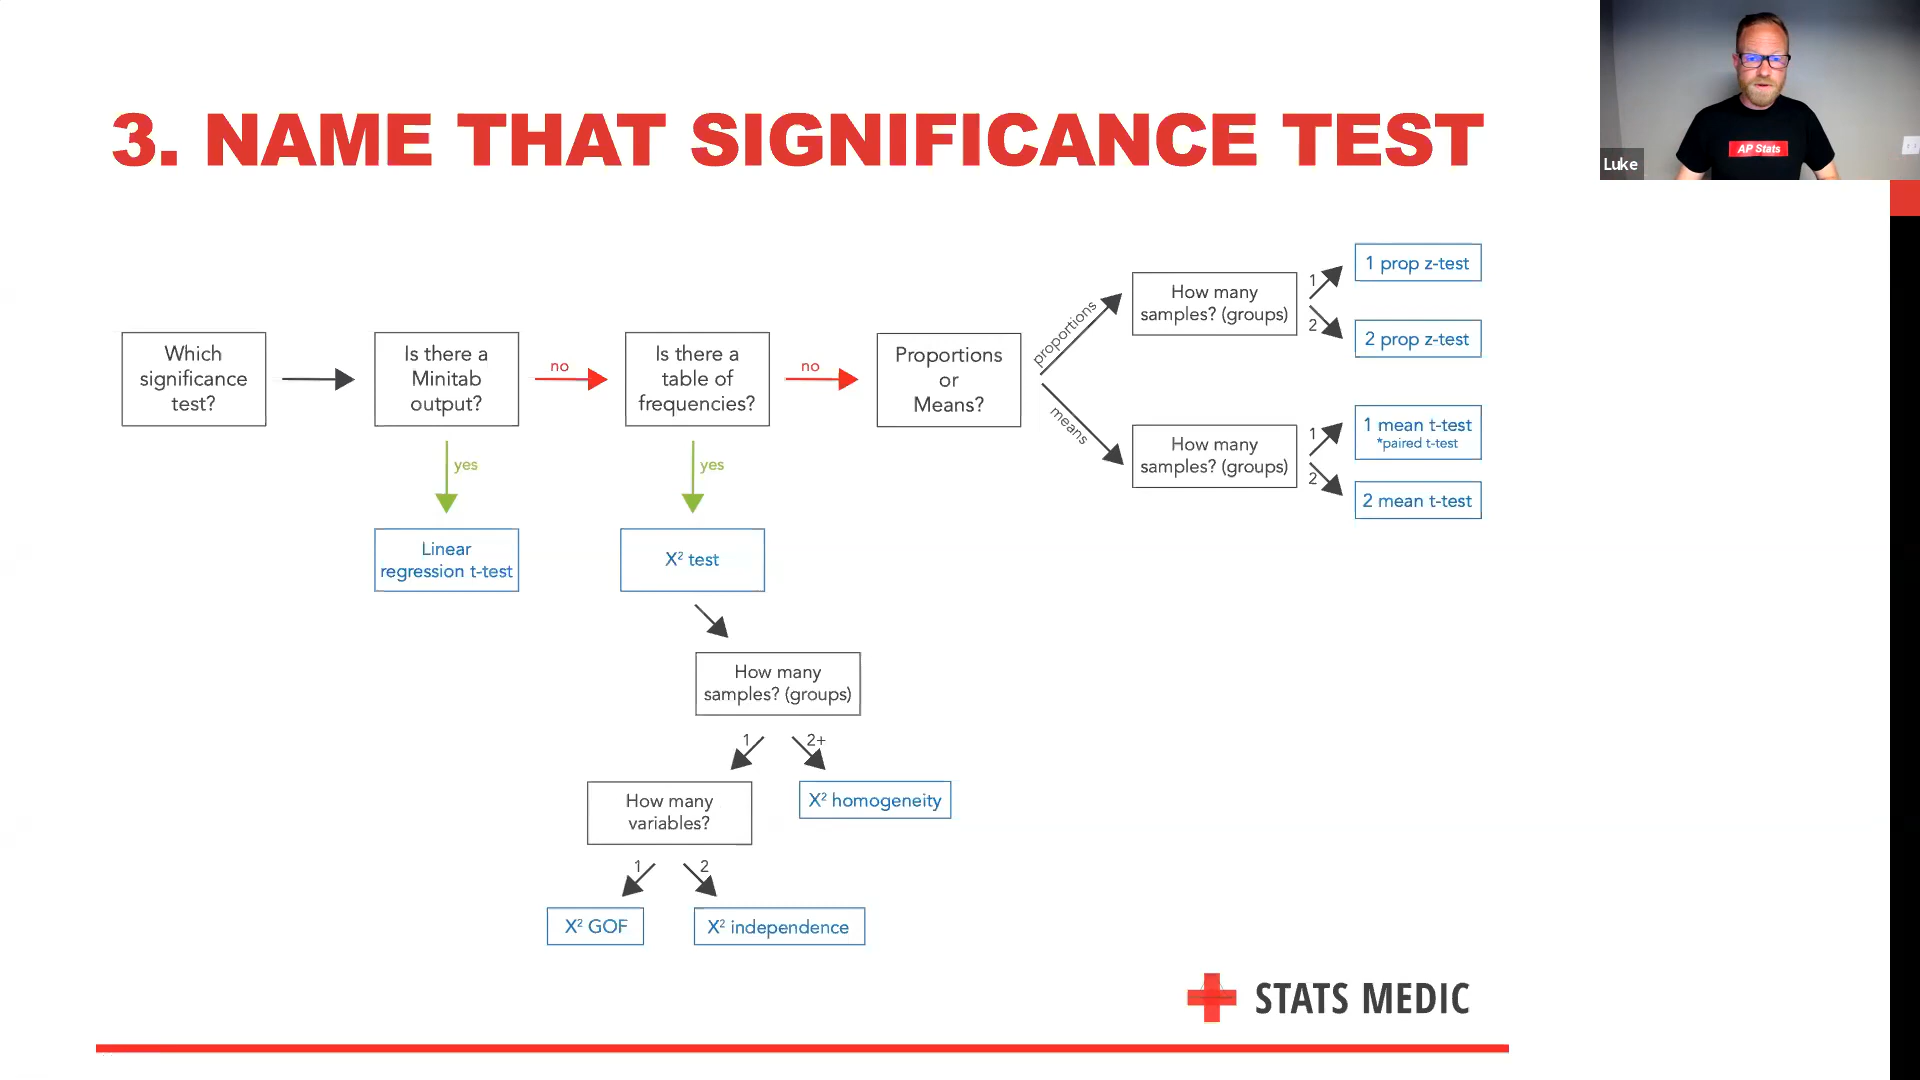 3. NAME THAT SIGNIFICANCE TEST
AP Stats
Luke
Which
significance
test?
Is there a
Minitab
output?
no
yes
Linear
regression t-test
Is there a
table of
frequencies?
no
yes
X² test
How many
samples? (groups)
1
2+
How many
variables?
X² homogeneity
1
2
X² GOF
X² independence
Proportions
or
Means?
proportions
means
How many
samples? (groups)
1
2
1 prop z-test
2 prop z-test
How many
samples? (groups)
1
2
1 mean t-test
*paired t-test
2 mean t-test
STATS MEDIC